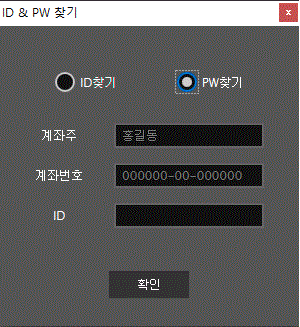 ID & PW 찾기
ID찾기 PW찾기
계좌주 홍길동
계좌번호 000000-00-000000
ID
확인